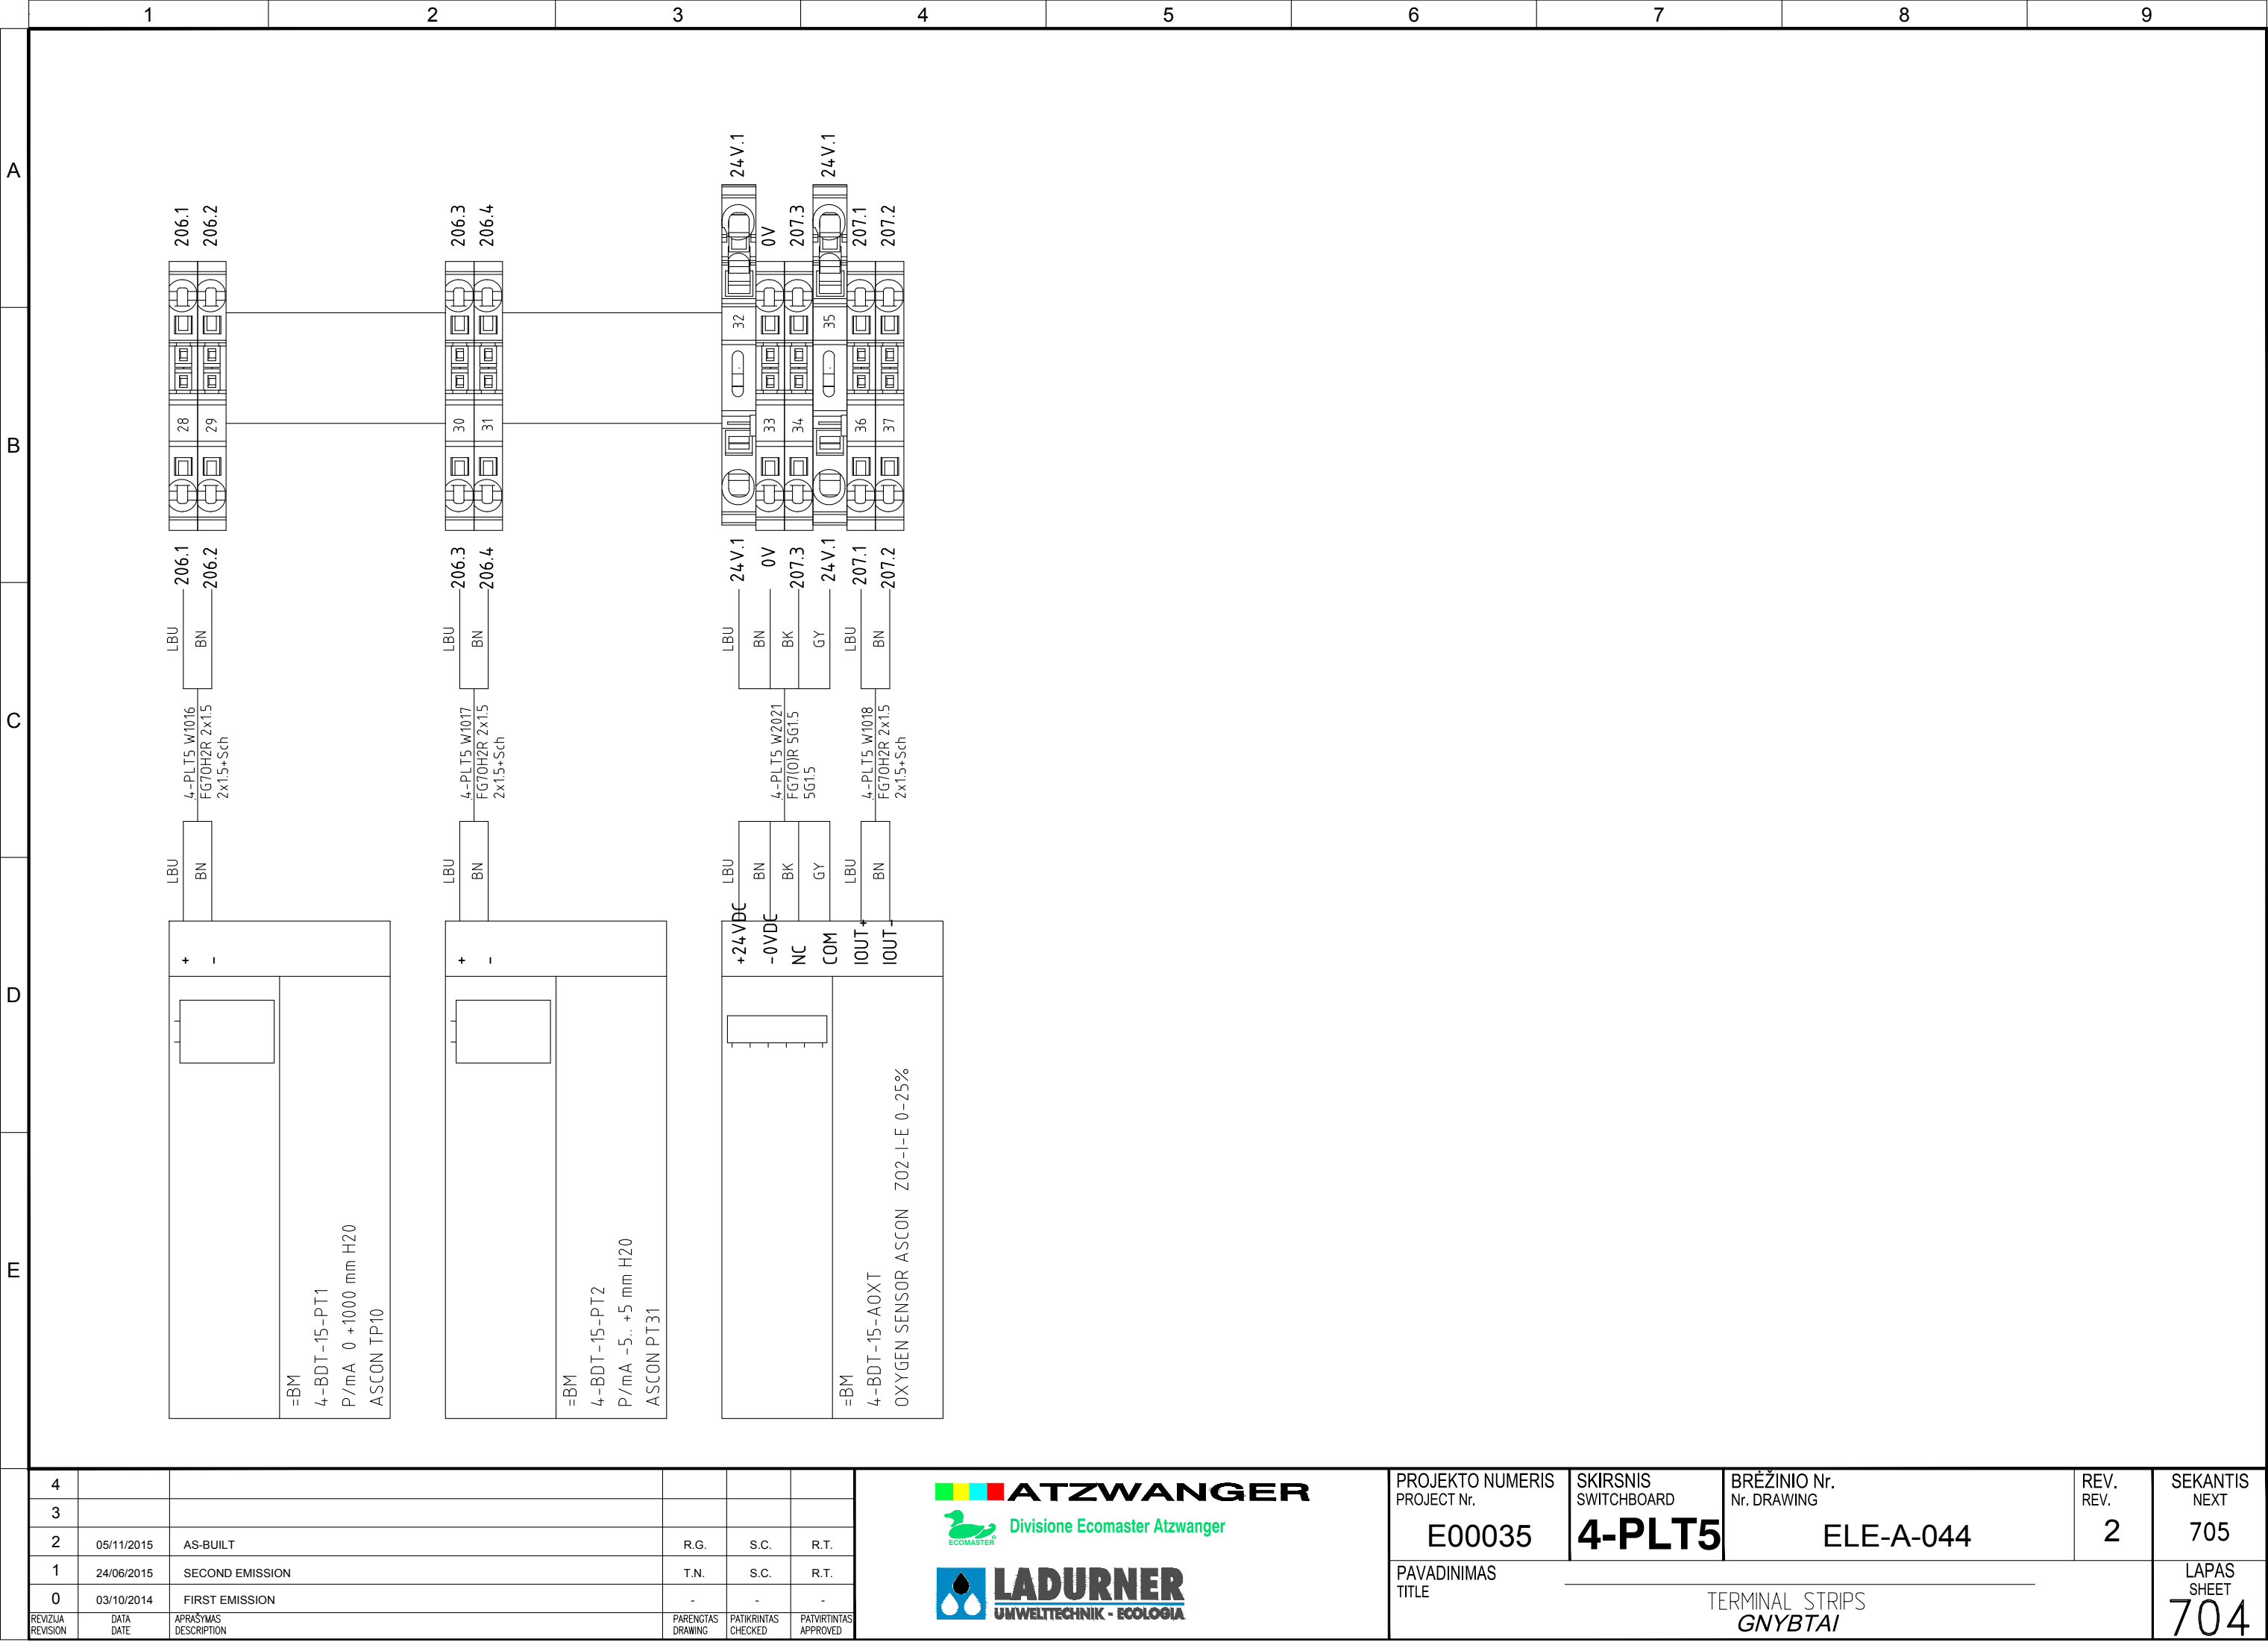 1 2 3 4 5 6 7 8 9
A
B
C
D
E
206.1
206.2
206.3
206.4
24V.1
0V
207.3
24V.1
207.1
207.2
28
29
30
31
32
33
34
35
36
37
206.1
206.2
206.3
206.4
24V.1
0V
207.3
24V.1
207.1
207.2
LBU
BN
LBU
BN
LBU
BN
BK
GY
LBU
BN
4-PLT5 W1016
FG7OH2R 2x1.5
2x1.5+Sch
4-PLT5 W1017
FG7OH2R 2x1.5
2x1.5+Sch
4-PLT5 W2021
FG7(O)R 5G1.5
5G1.5
4-PLT5 W1018
FG7OH2R 2x1.5
2x1.5+Sch
LBU
BN
LBU
BN
LBU
BN
BK
GY
LBU
BN
+
-
+
-
+24VDC
-0VDC
NC
COM
IOUT+
IOUT-
=BM
4-BDT-15-PT1
P/mA 0 +1000 mm H20
ASCON TP10
=BM
4-BDT-15-PT2
P/mA -5.. +5 mm H20
ASCON PT31
=BM
4-BDT-15-AOXT
OXYGEN SENSOR ASCON ZO2-I-E 0-25%
4
3
2 05/11/2015 AS-BUILT R.G. S.C. R.T.
1 24/06/2015 SECOND EMISSION T.N. S.C. R.T.
0 03/10/2014 FIRST EMISSION - - -
REVIZIJA DATA APRAŠYMAS PARENGTAS PATIKRINTAS PATVIRTINTAS
REVISION DATE DESCRIPTION DRAWING CHECKED APPROVED
ATZWANGER
Divisione Ecomaster Atzwanger
ECOMASTER
LADURNER
UMWELTTECHNIK - ECOLOGIA
PROJEKTO NUMERIS
PROJECT Nr.
E00035
SKIRSNIS
SWITCHBOARD
4-PLT5
BRĖŽINIO Nr.
Nr. DRAWING
ELE-A-044
REV.
REV.
2
SEKANTIS
NEXT
705
PAVADINIMAS
TITLE
TERMINAL STRIPS
GNYBTAI
LAPAS
SHEET
704